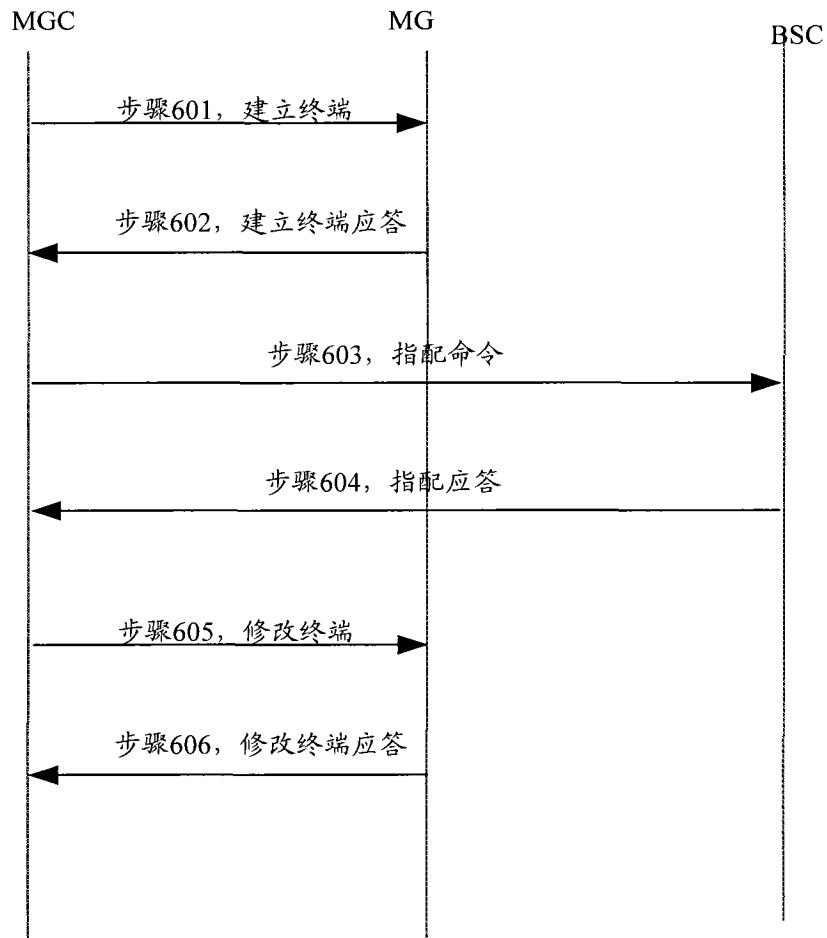 MGC
MG
BSC
步骤601，建立终端
步骤602，建立终端应答
步骤603，指配命令
步骤604，指配应答
步骤605，修改终端
步骤606，修改终端应答